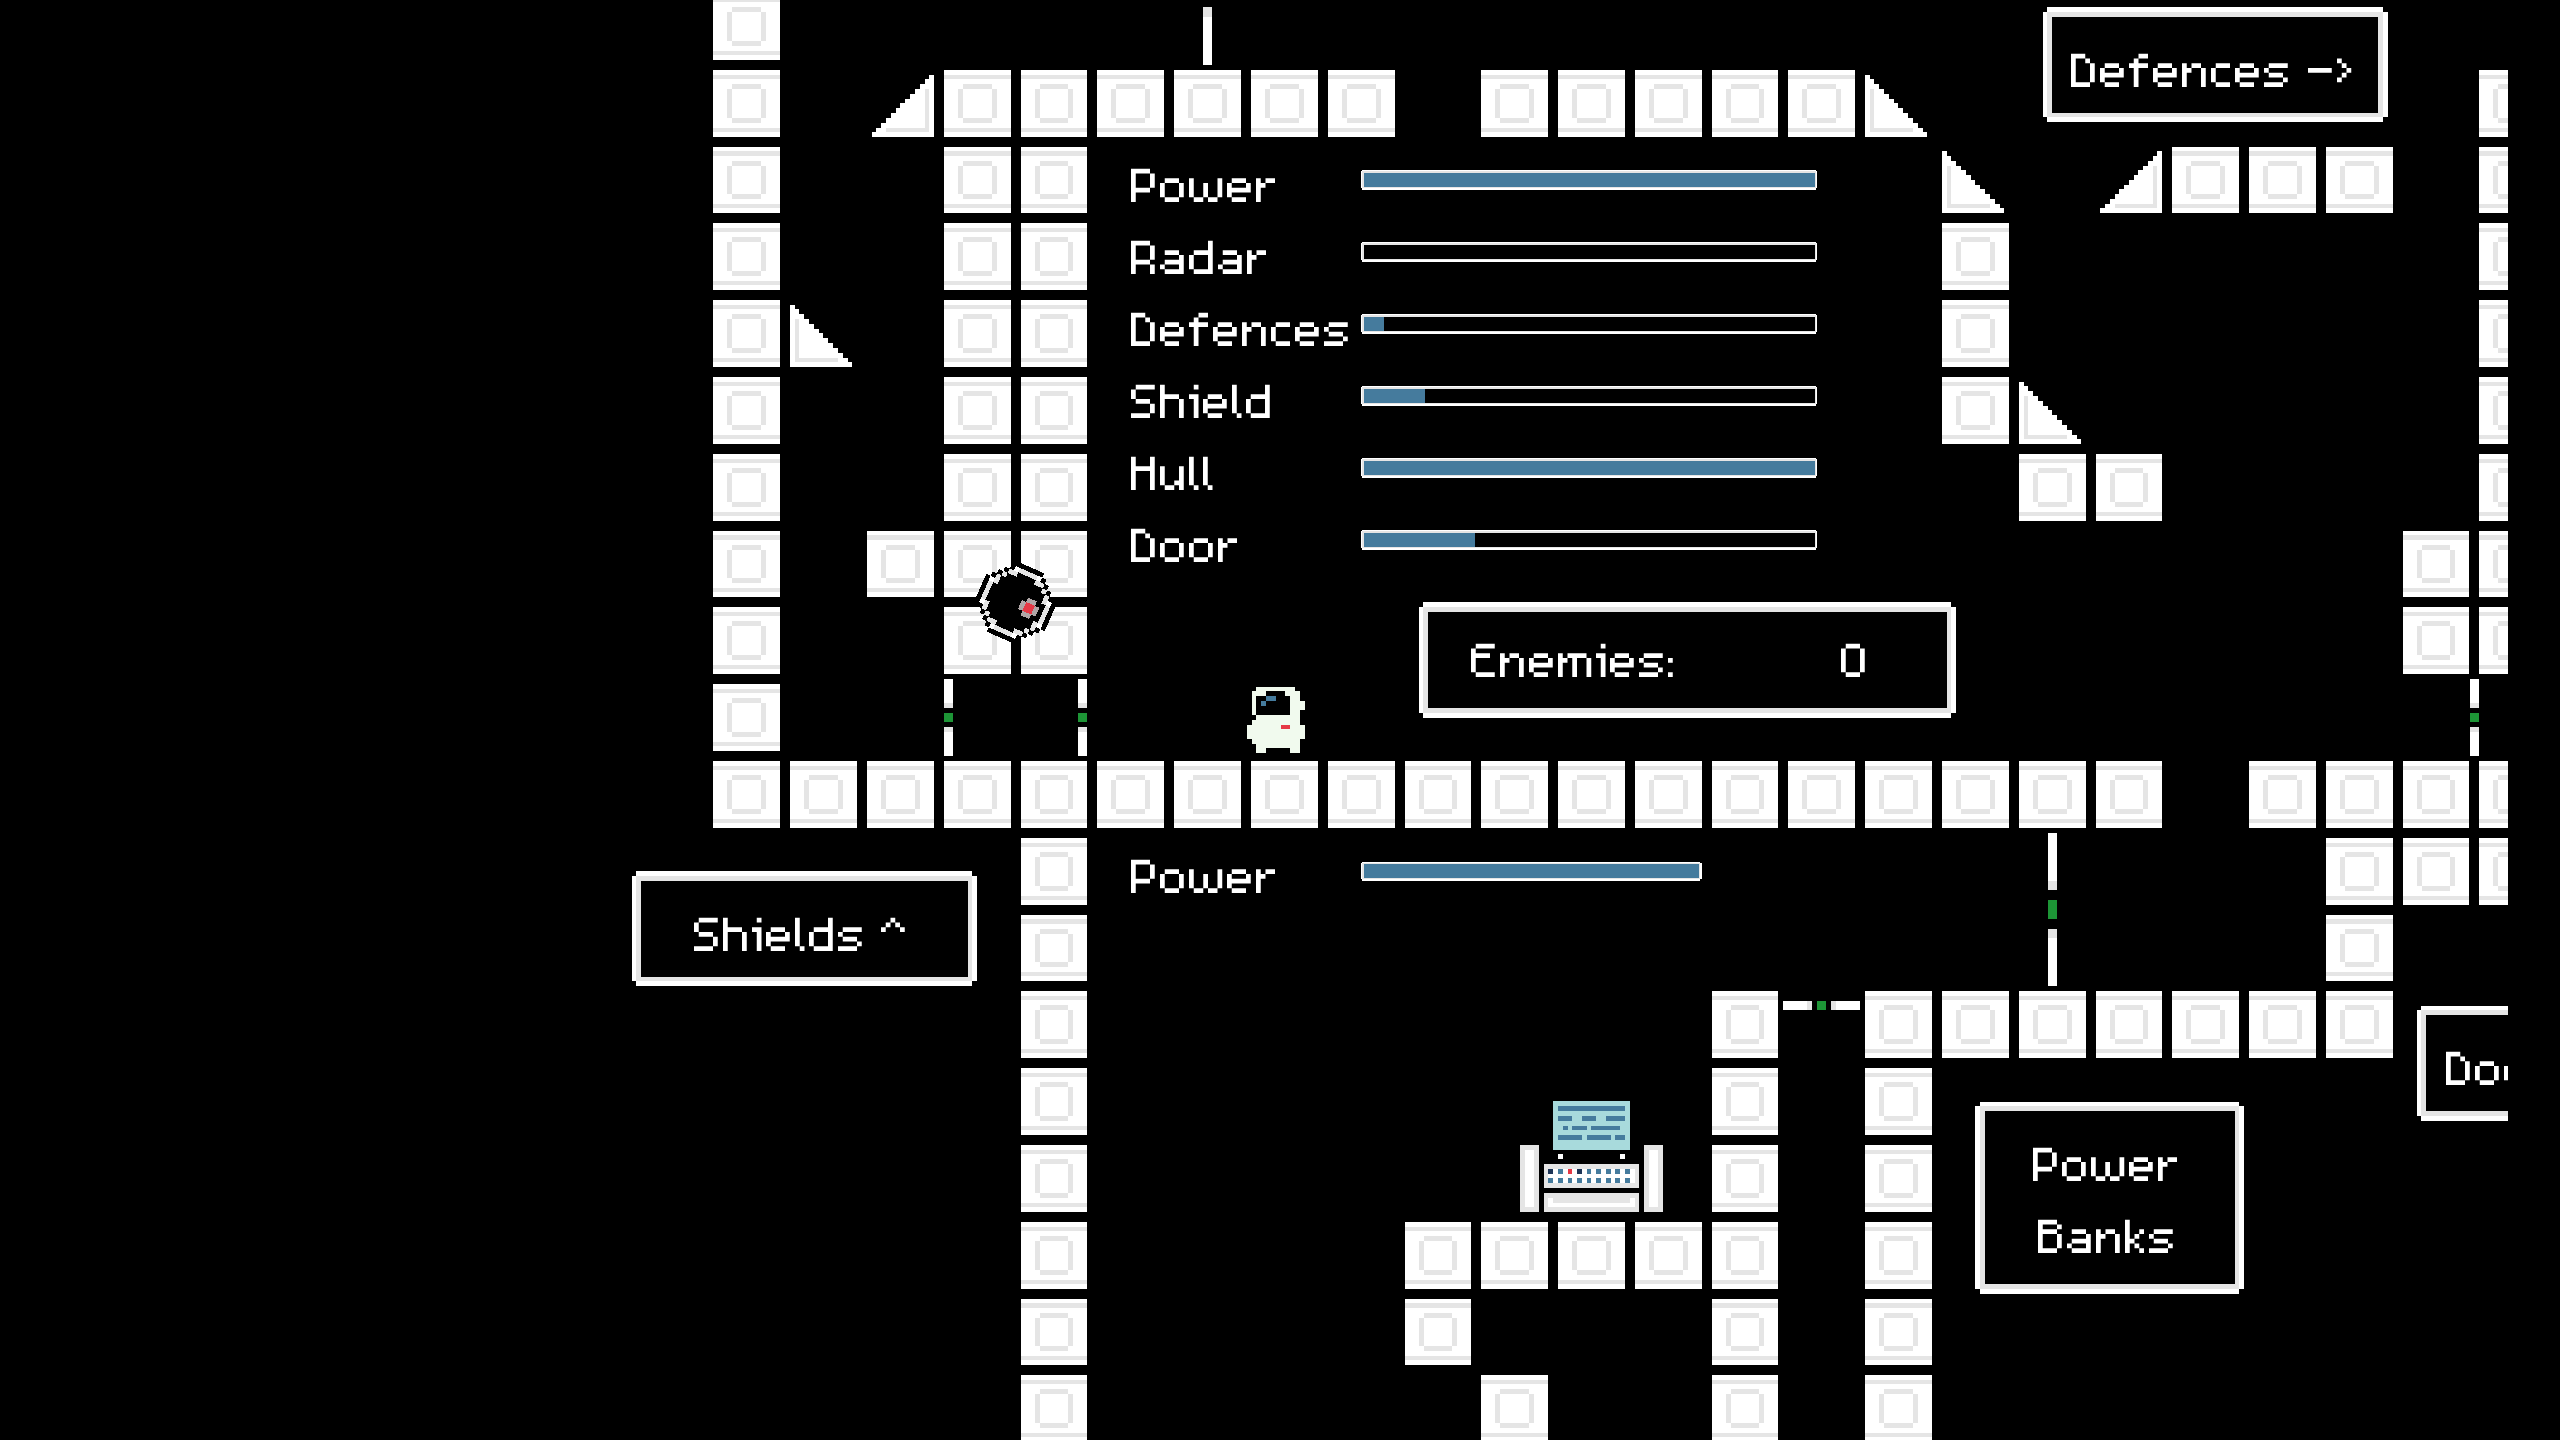 Defences ->
Power
Radar
Defences
Shield
Hull
Door
Enemies: 0
Power
Shields ^
Power
Banks